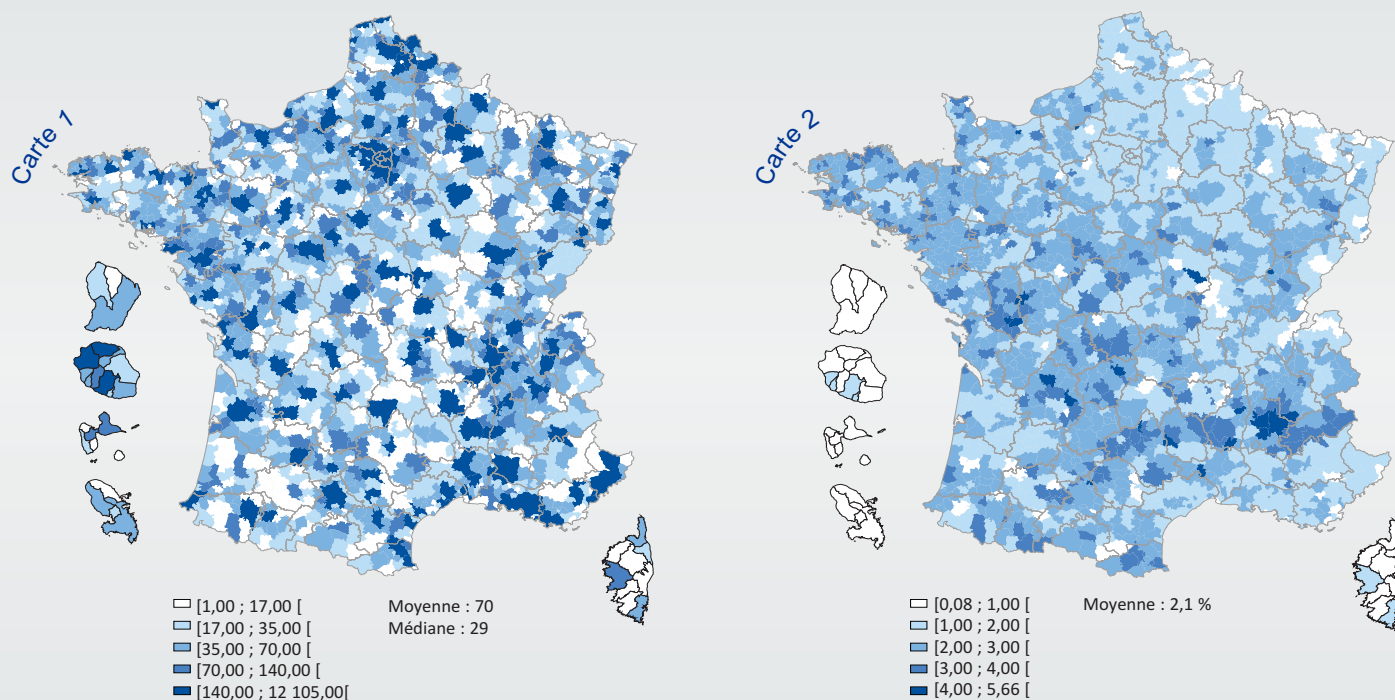 Carte 1
[1,00 ; 17,00 [
[17,00 ; 35,00 [
[35,00 ; 70,00 [
[70,00 ; 140,00 [
[140,00 ; 12 105,00[
Moyenne : 70
Médiane : 29
Carte 2
[0,08 ; 1,00 [
[1,00 ; 2,00 [
[2,00 ; 3,00 [
[3,00 ; 4,00 [
[4,00 ; 5,66 [
Moyenne : 2,1 %